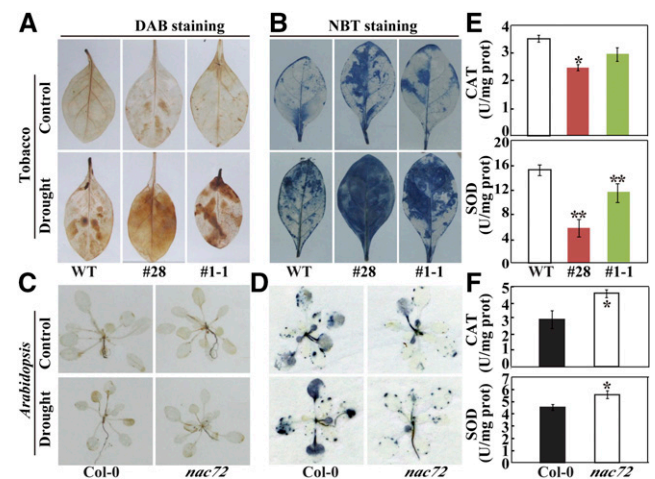 A
DAB staining
B
NBT staining
E
Tobacco
Control
Drought
WT
#28
#1-1
WT
#28
#1-1
CAT
(U/mg prot)
4
3
2
1
0
*
SOD
(U/mg prot)
20
16
12
8
4
0
**
**
WT
#28
#1-1
C
D
F
Arabidopsis
Control
Drought
Col-0
nac72
Col-0
nac72
CAT
(U/mg prot)
5
4
3
2
1
0
*
SOD
(U/mg prot)
7
6
5
4
3
2
1
0
*
Col-0
nac72